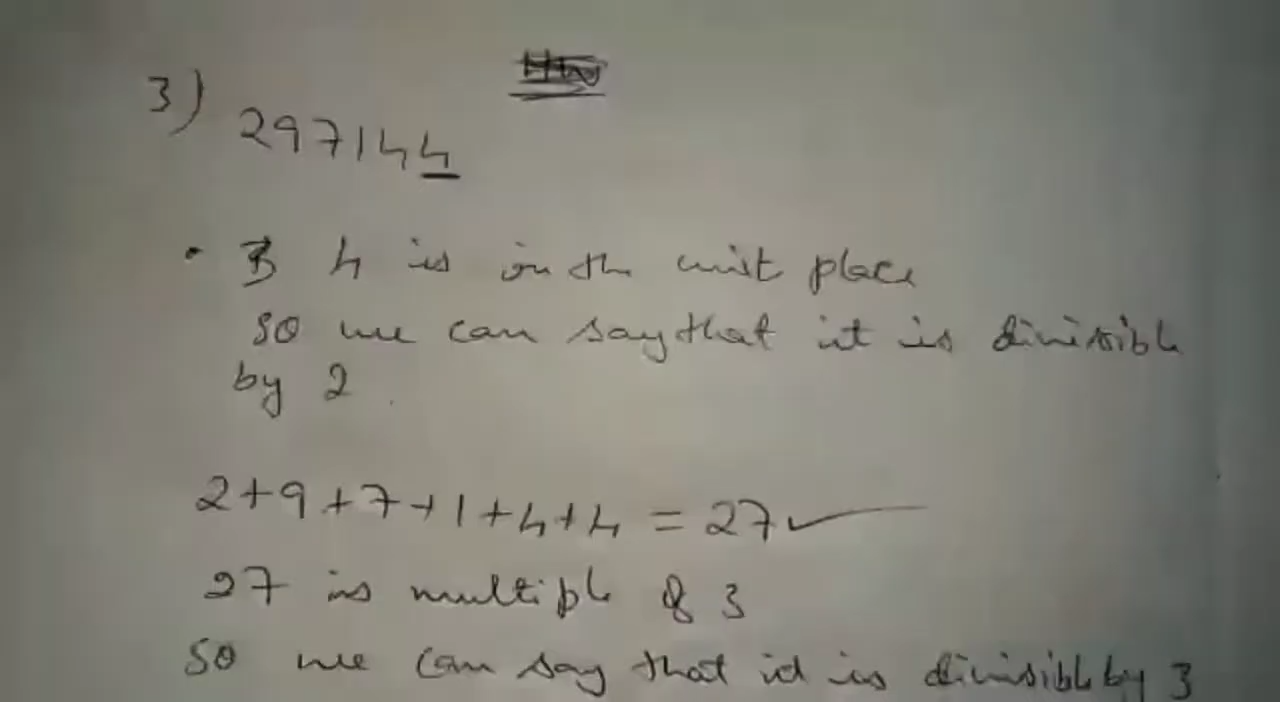 3)
297144
4 is in the unit place
so we can say that it is divisible
by 2.
2+9+7+1+4+4 = 27 ✓
27 is multiple of 3
so we can say that it is divisible by 3